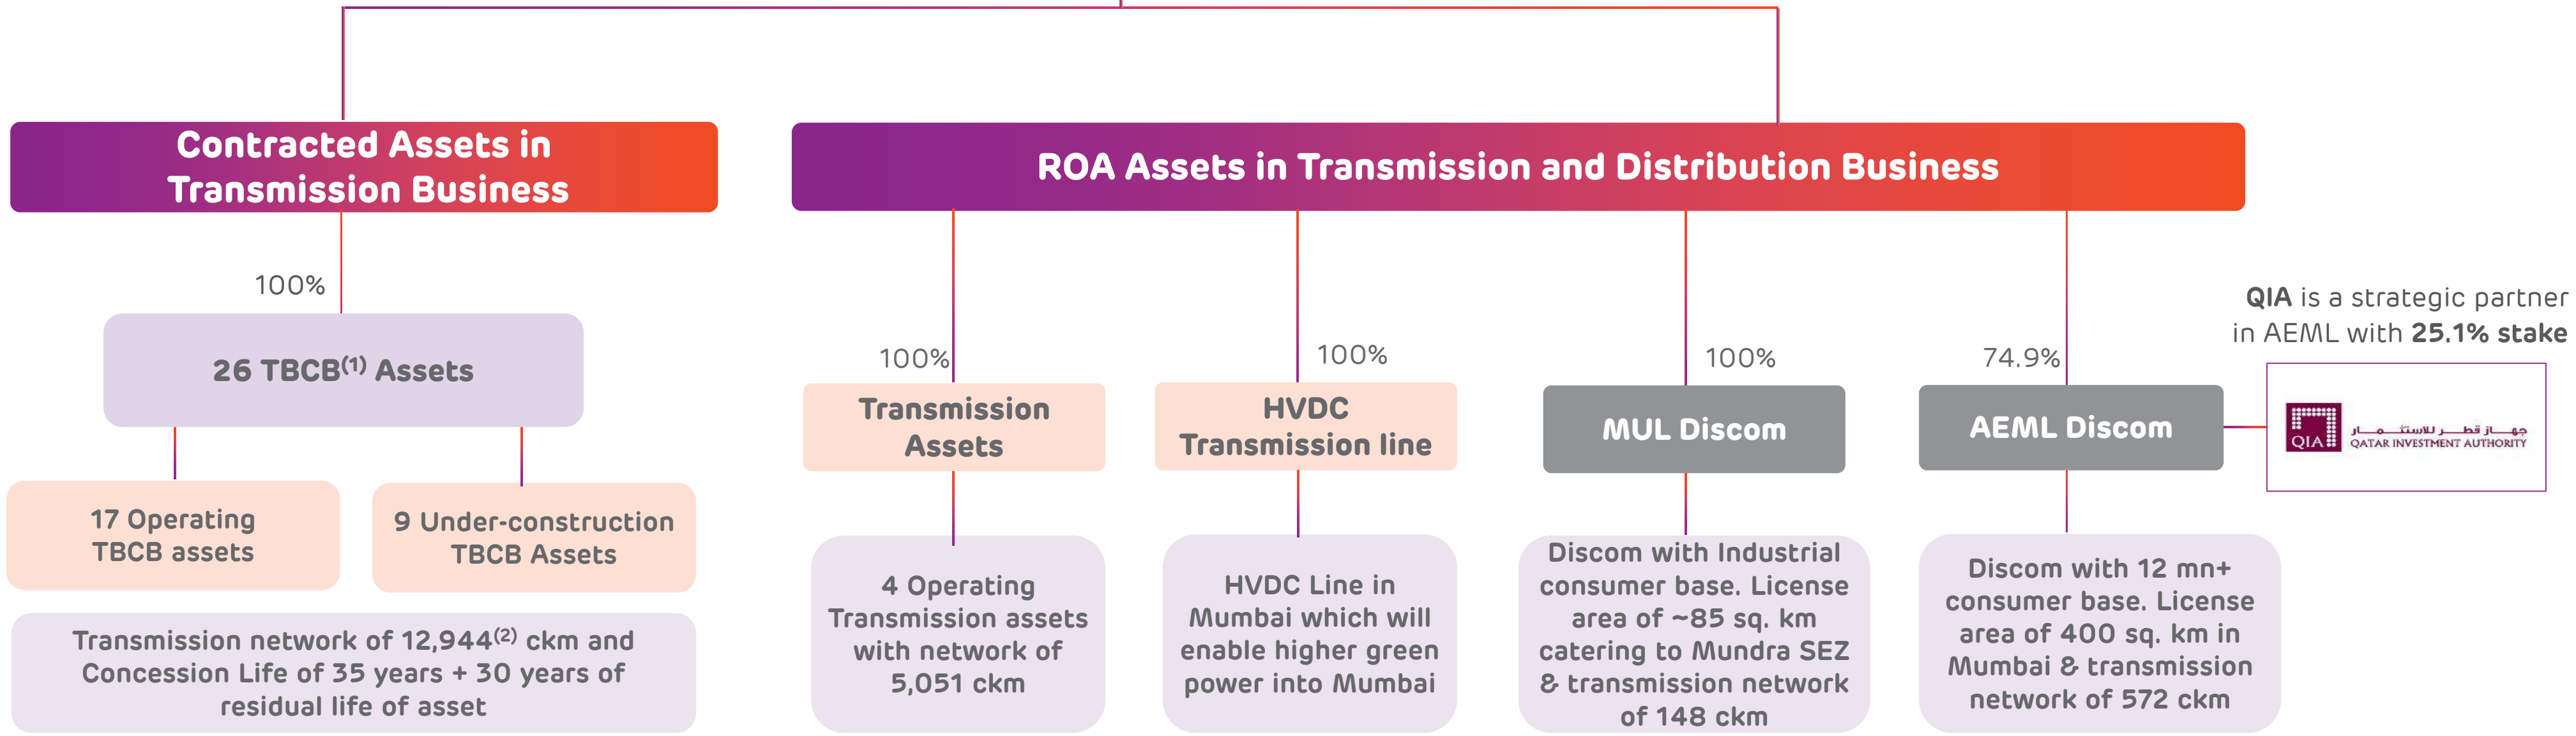 Contracted Assets in
Transmission Business
100%
26 TBCB(1) Assets
17 Operating
TBCB assets
9 Under-construction
TBCB Assets
Transmission network of 12,944(2) ckm and
Concession Life of 35 years + 30 years of
residual life of asset
ROA Assets in Transmission and Distribution Business
100%
Transmission
Assets
4 Operating
Transmission assets
with network of
5,051 ckm
100%
HVDC
Transmission line
HVDC Line in
Mumbai which will
enable higher green
power into Mumbai
100%
MUL Discom
Discom with Industrial
consumer base. License
area of ~85 sq. km
catering to Mundra SEZ
& transmission network
of 148 ckm
74.9%
AEML Discom
Discom with 12 mn+
consumer base. License
area of 400 sq. km in
Mumbai & transmission
network of 572 ckm
QIA is a strategic partner
in AEML with 25.1% stake
QIA
جهاز قطر للاستثمار
QATAR INVESTMENT AUTHORITY